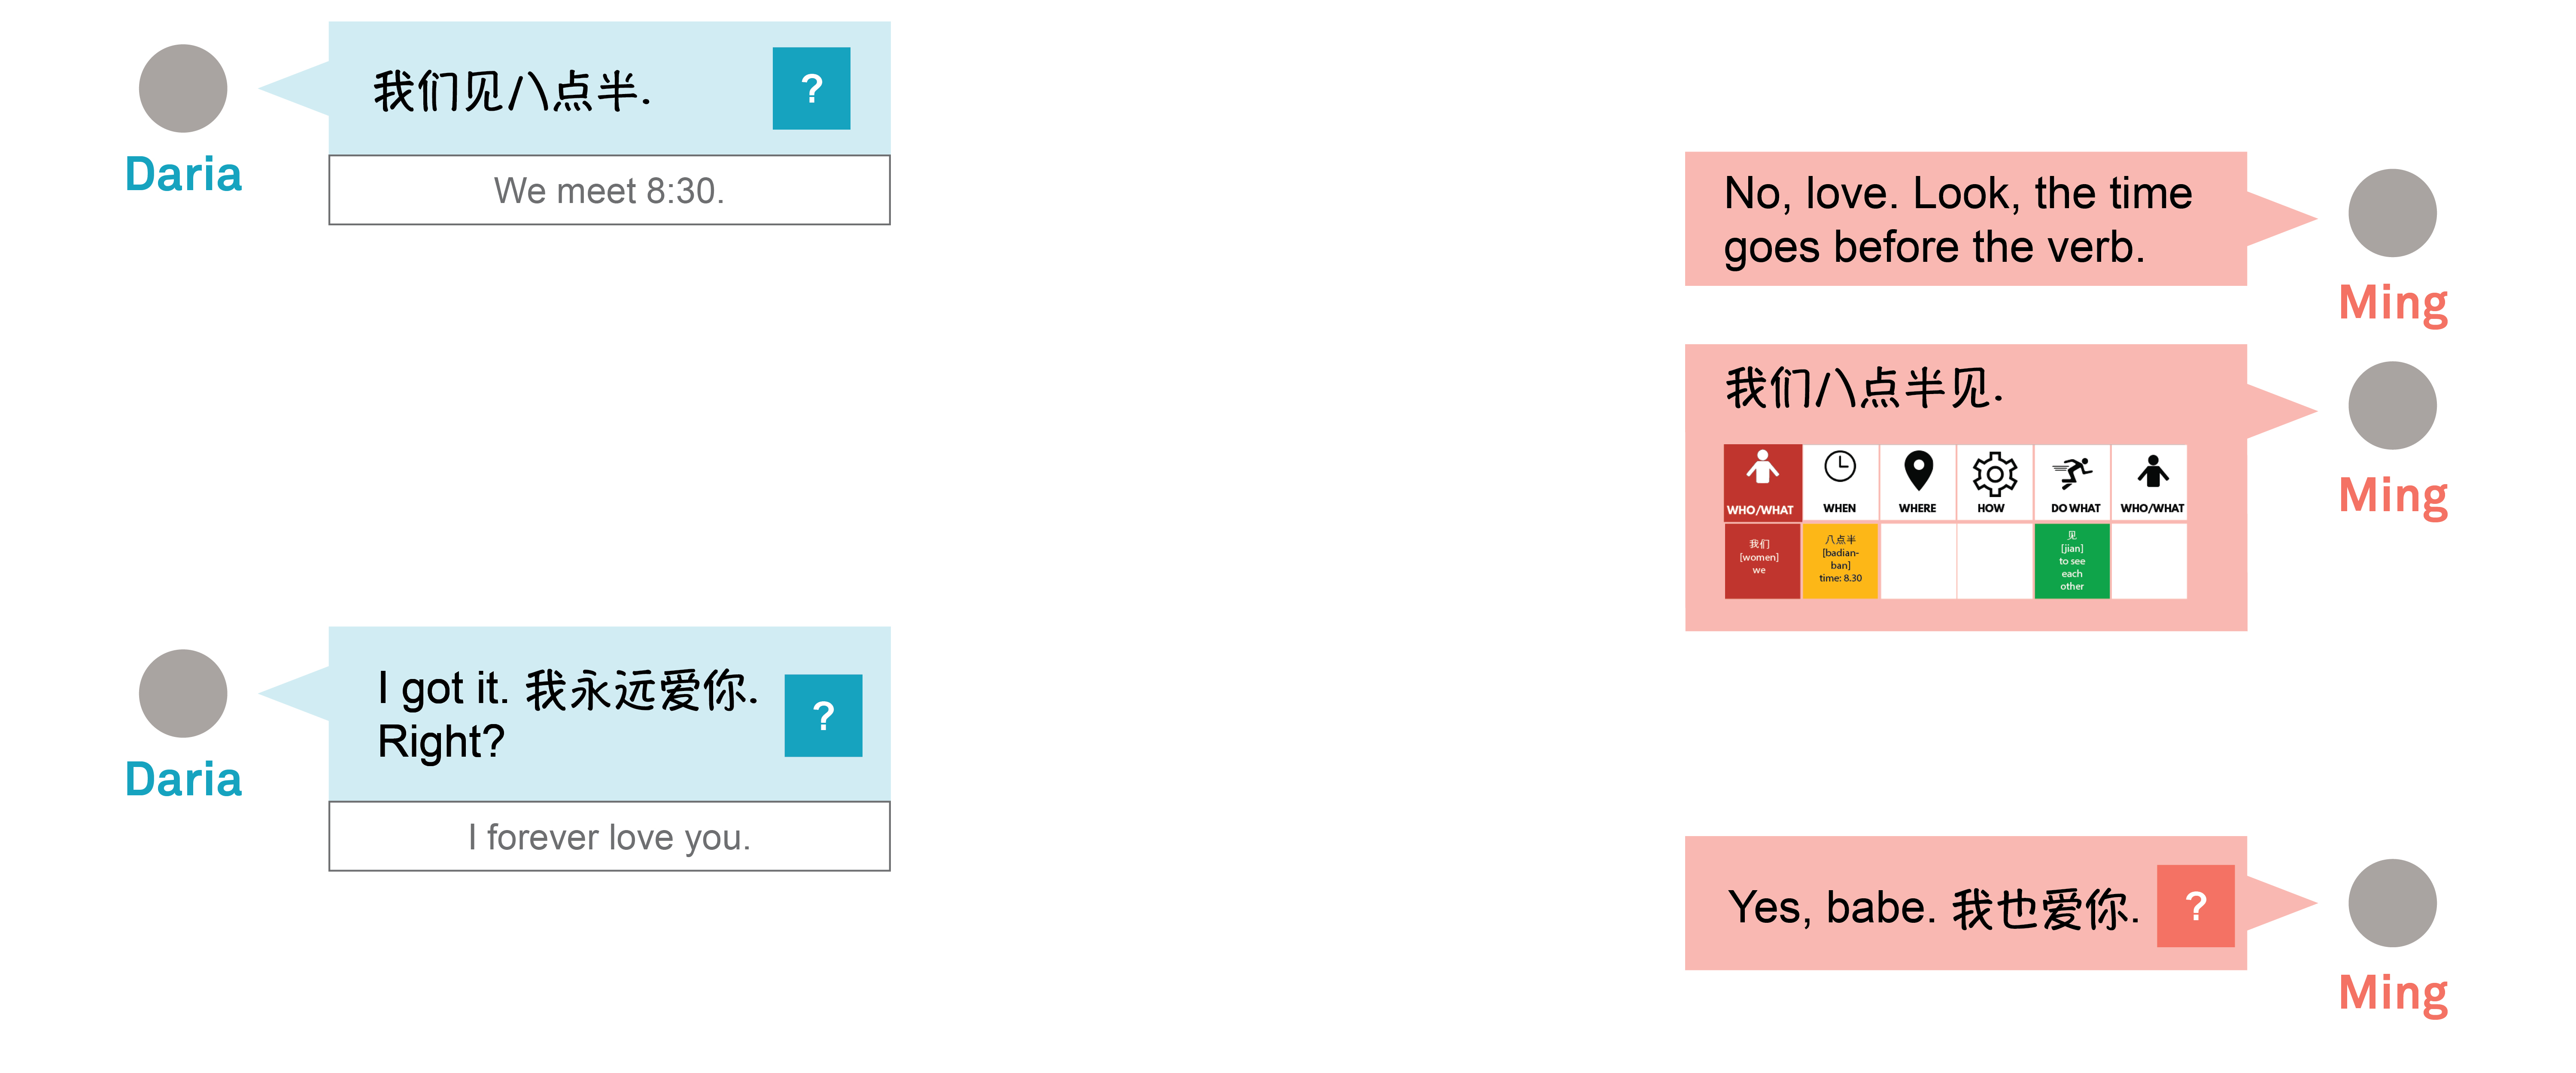 我们见八点半.
?
We meet 8:30.
Daria
No, love. Look, the time
goes before the verb.
Ming
我们八点半见.
WHO/WHAT
WHEN
WHERE
HOW
DO WHAT
WHO/WHAT
我们
[women]
we
八点半
[badian-
ban]
time: 8.30
见
[jian]
to see
each
other
Ming
I got it. 我永远爱你.
Right?
?
I forever love you.
Daria
Yes, babe. 我也爱你.
?
Ming